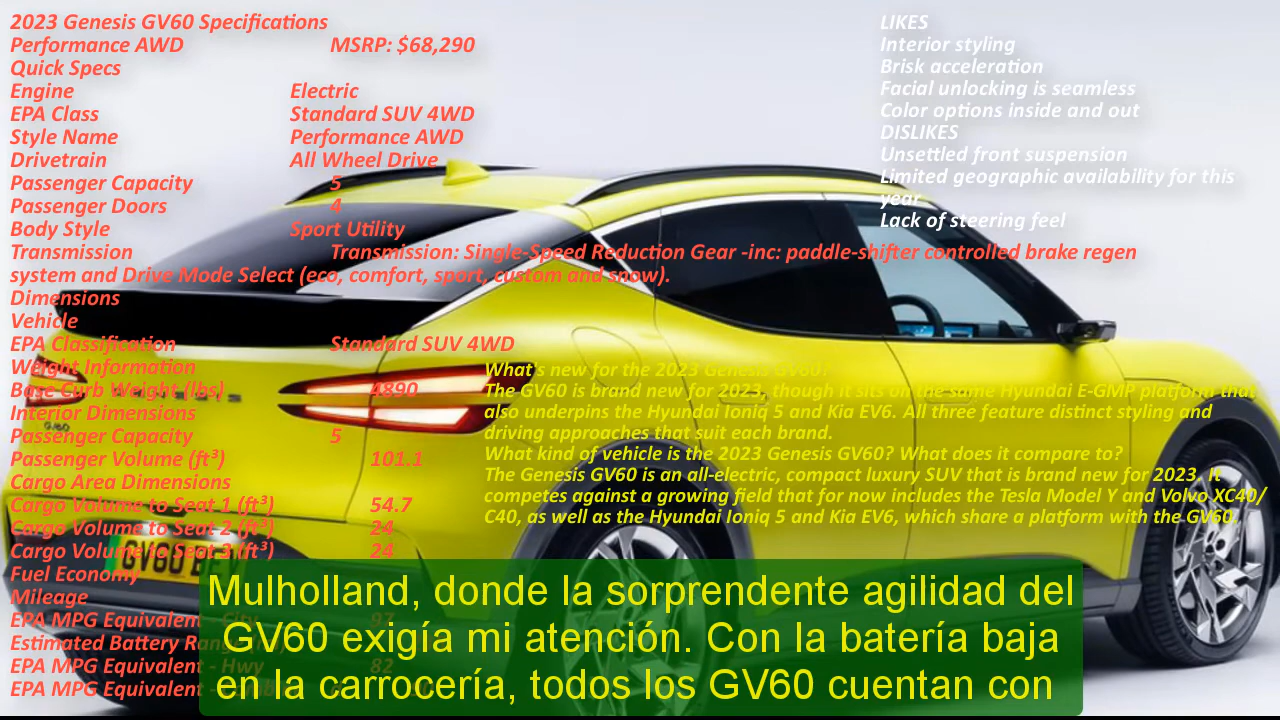 2023 Genesis GV60 Specifications
Performance AWD MSRP: $68,290
Quick Specs
Engine Electric
EPA Class Standard SUV 4WD
Style Name Performance AWD
Drivetrain All Wheel Drive
Passenger Capacity 5
Passenger Doors 4
Body Style Sport Utility
Transmission Transmission: Single-Speed Reduction Gear -inc: paddle-shifter controlled brake regen
system and Drive Mode Select (eco, comfort, sport, custom and snow).
Dimensions
Vehicle
EPA Classification Standard SUV 4WD
Weight Information
Base Curb Weight (lbs) 4890
Interior Dimensions
Passenger Capacity 5
Passenger Volume (ft³) 101.1
Cargo Area Dimensions
Cargo Volume to Seat 1 (ft³) 54.7
Cargo Volume to Seat 2 (ft³) 24
Cargo Volume to Seat 3 (ft³) 24
Fuel Economy
Mileage
EPA MPG Equivalent - City 97
Estimated Battery Range
EPA MPG Equivalent - Hwy 82
EPA MPG Equivalent -
LIKES
Interior styling
Brisk acceleration
Facial unlocking is seamless
Color options inside and out
DISLIKES
Unsettled front suspension
Limited geographic availability for this
year
Lack of steering feel
What's new for the 2023 Genesis GV60?
The GV60 is brand new for 2023, though it sits on the same Hyundai E-GMP platform that
also underpins the Hyundai Ioniq 5 and Kia EV6. All three feature distinct styling and
driving approaches that suit each brand.
What kind of vehicle is the 2023 Genesis GV60? What does it compare to?
The Genesis GV60 is an all-electric, compact luxury SUV that is brand new for 2023. It
competes against a growing field that for now includes the Tesla Model Y and Volvo XC40/
C40, as well as the Hyundai Ioniq 5 and Kia EV6, which share a platform with the GV60.
GV60
GV60
Mulholland, donde la sorprendente agilidad del
GV60 exigía mi atención. Con la batería baja
en la carrocería, todos los GV60 cuentan con